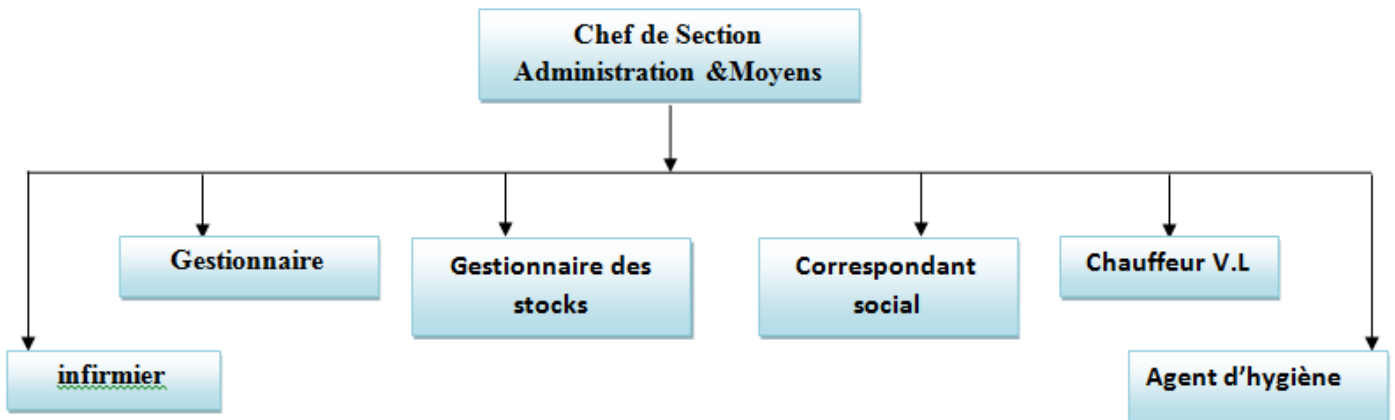 Chef de Section
Administration &Moyens
Gestionnaire
Gestionnaire des
stocks
Correspondant
social
Chauffeur V.L
infirmier
Agent d’hygiène